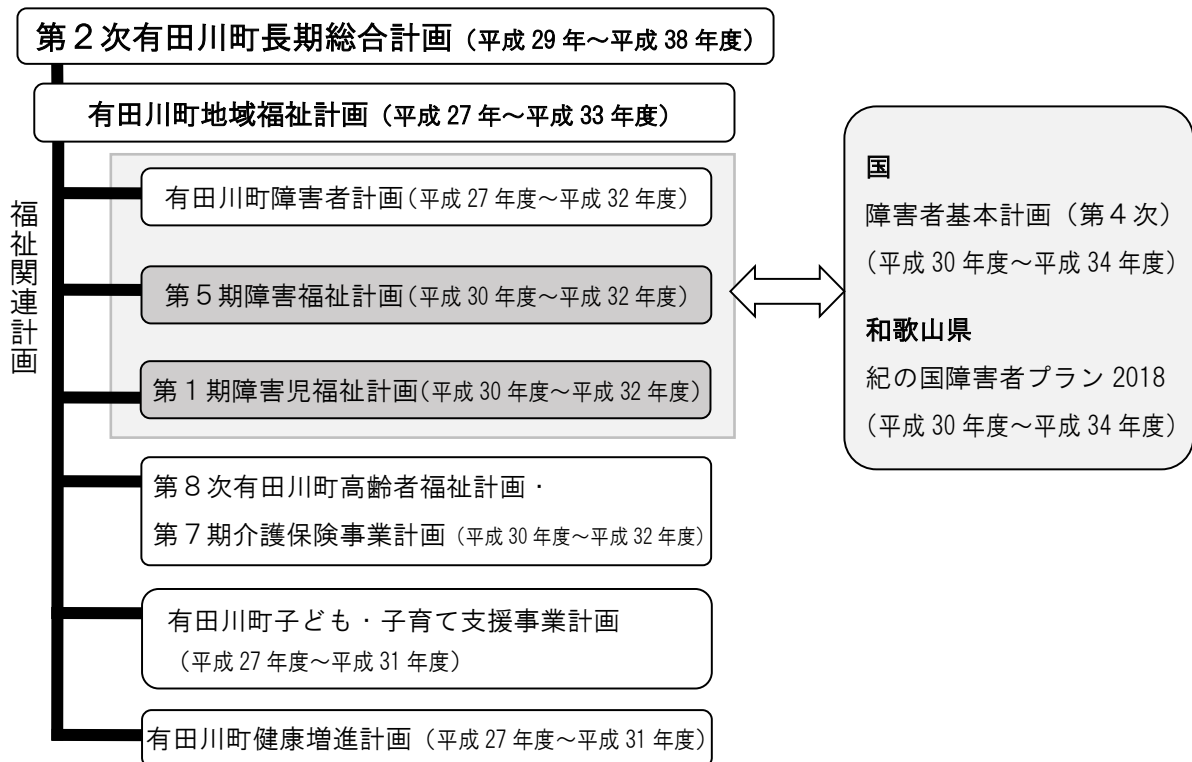 第２次有田川町長期総合計画（平成 29 年～平成 38 年度）
有田川町地域福祉計画（平成 27 年～平成 33 年度）
福祉関連計画
有田川町障害者計画（平成 27 年度～平成 32 年度）
第５期障害福祉計画（平成 30 年度～平成 32 年度）
第１期障害児福祉計画（平成 30 年度～平成 32 年度）
第８次有田川町高齢者福祉計画・
第７期介護保険事業計画（平成 30 年度～平成 32 年度）
有田川町子ども・子育て支援事業計画
（平成 27 年度～平成 31 年度）
有田川町健康増進計画（平成 27 年度～平成 31 年度）
国
障害者基本計画（第４次）
（平成 30 年度～平成 34 年度）
和歌山県
紀の国障害者プラン 2018
（平成 30 年度～平成 34 年度）